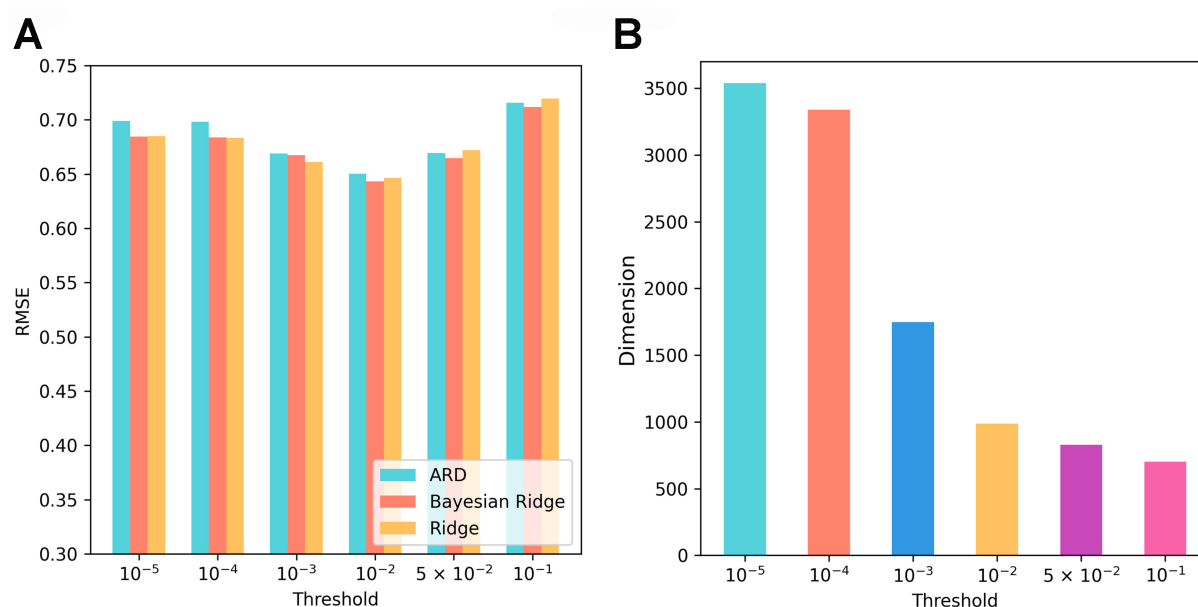 A
0.75
0.70
0.65
0.60
0.55
0.50
0.45
0.40
0.35
0.30
RMSE
ARD
Bayesian Ridge
Ridge
10⁻⁵ 10⁻⁴ 10⁻³ 10⁻² 5 × 10⁻² 10⁻¹
Threshold
B
3500
3000
2500
2000
1500
1000
500
0
Dimension
10⁻⁵ 10⁻⁴ 10⁻³ 10⁻² 5 × 10⁻² 10⁻¹
Threshold